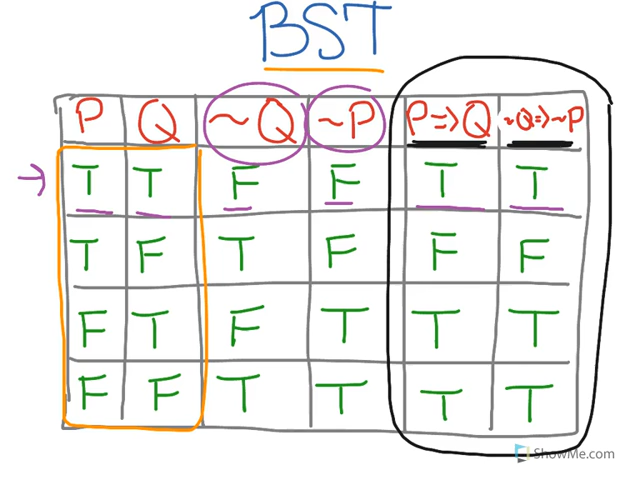 BST
P Q ~Q ~P P=>Q ~Q=>~P
T T F F T T
T F T F F F
F T F T T T
F F T T T T
ShowMe.com